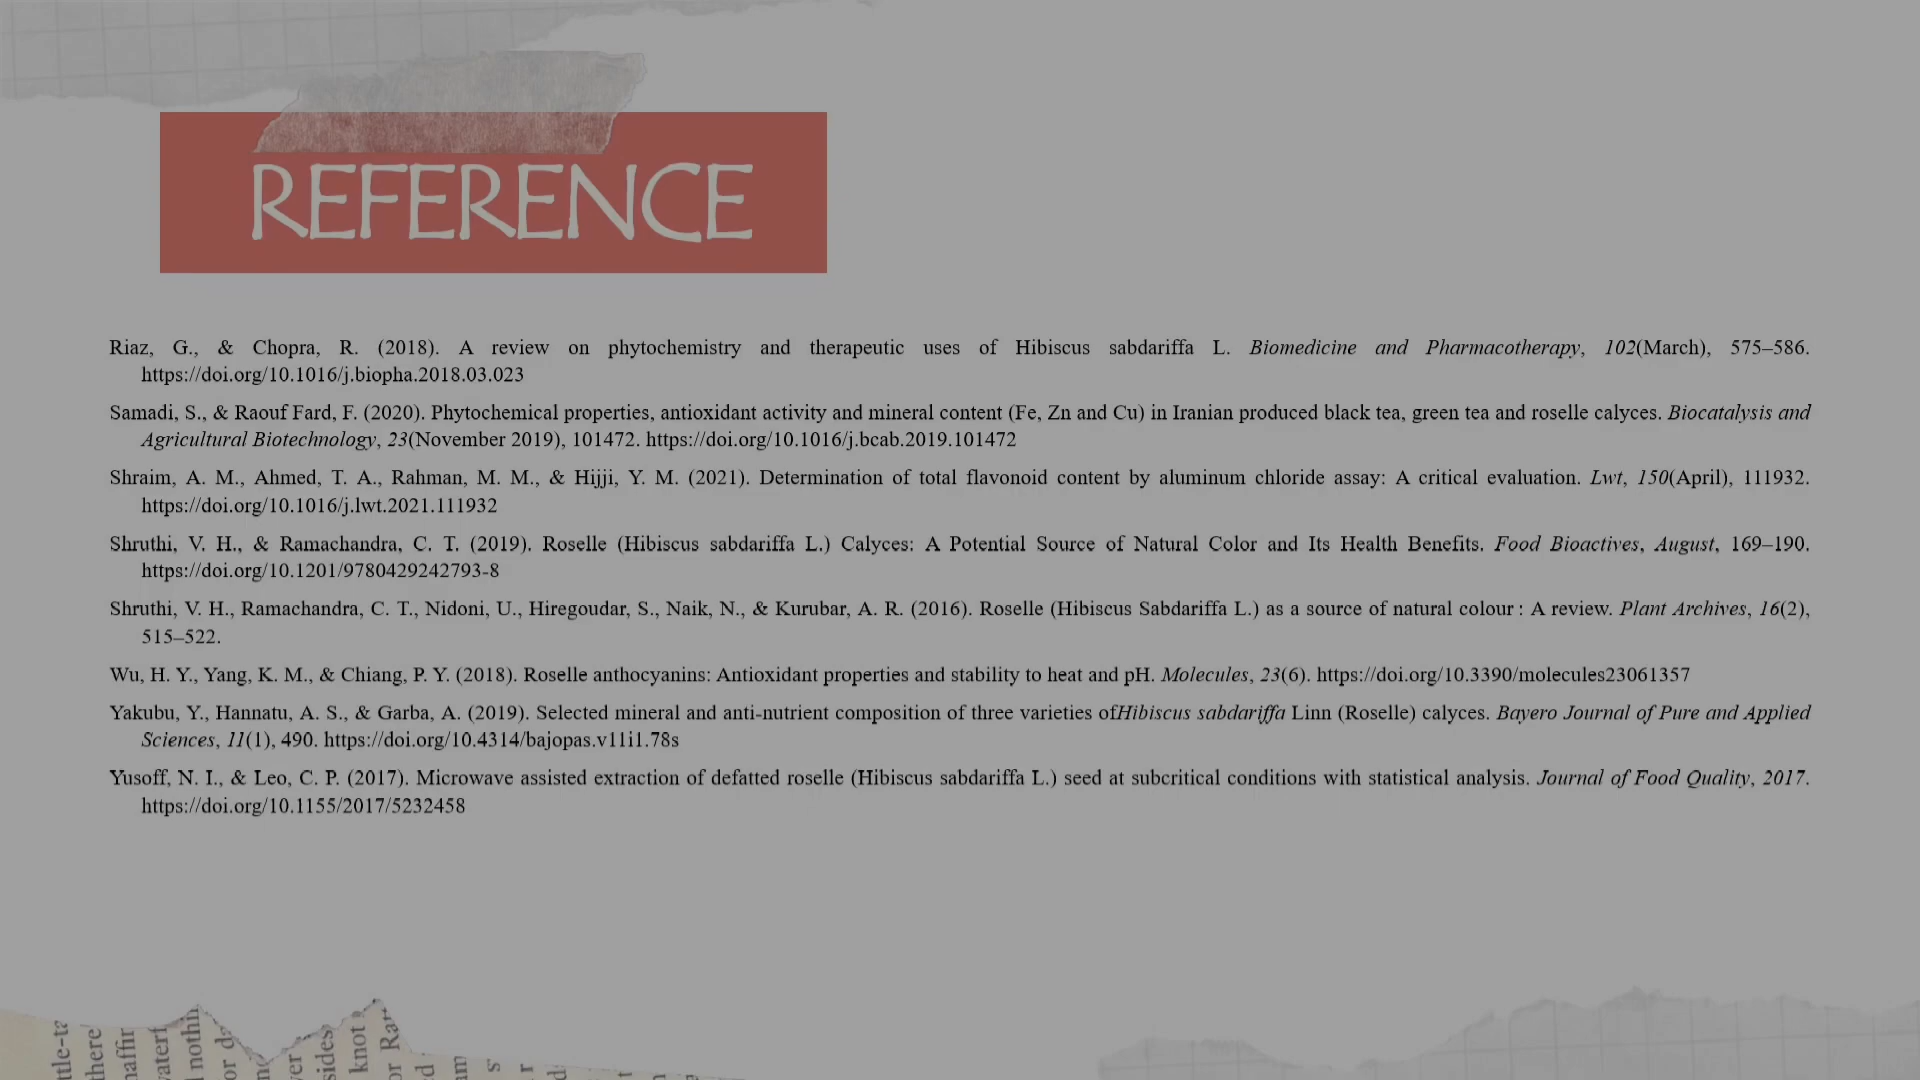 REFERENCE
Riaz, G., & Chopra, R. (2018). A review on phytochemistry and therapeutic uses of Hibiscus sabdariffa L. Biomedicine and Pharmacotherapy, 102(March), 575–586.
https://doi.org/10.1016/j.biopha.2018.03.023
Samadi, S., & Raouf Fard, F. (2020). Phytochemical properties, antioxidant activity and mineral content (Fe, Zn and Cu) in Iranian produced black tea, green tea and roselle calyces. Biocatalysis and
Agricultural Biotechnology, 23(November 2019), 101472. https://doi.org/10.1016/j.bcab.2019.101472
Shraim, A. M., Ahmed, T. A., Rahman, M. M., & Hijji, Y. M. (2021). Determination of total flavonoid content by aluminum chloride assay: A critical evaluation. Lwt, 150(April), 111932.
https://doi.org/10.1016/j.lwt.2021.111932
Shruthi, V. H., & Ramachandra, C. T. (2019). Roselle (Hibiscus sabdariffa L.) Calyces: A Potential Source of Natural Color and Its Health Benefits. Food Bioactives, August, 169–190.
https://doi.org/10.1201/9780429242793-8
Shruthi, V. H., Ramachandra, C. T., Nidoni, U., Hiregoudar, S., Naik, N., & Kurubar, A. R. (2016). Roselle (Hibiscus Sabdariffa L.) as a source of natural colour : A review. Plant Archives, 16(2),
515–522.
Wu, H. Y., Yang, K. M., & Chiang, P. Y. (2018). Roselle anthocyanins: Antioxidant properties and stability to heat and pH. Molecules, 23(6). https://doi.org/10.3390/molecules23061357
Yakubu, Y., Hannatu, A. S., & Garba, A. (2019). Selected mineral and anti-nutrient composition of three varieties ofHibiscus sabdariffa Linn (Roselle) calyces. Bayero Journal of Pure and Applied
Sciences, 11(1), 490. https://doi.org/10.4314/bajopas.v11i1.78s
Yusoff, N. I., & Leo, C. P. (2017). Microwave assisted extraction of defatted roselle (Hibiscus sabdariffa L.) seed at subcritical conditions with statistical analysis. Journal of Food Quality, 2017.
https://doi.org/10.1155/2017/5232458
there
nothin
sides
knot